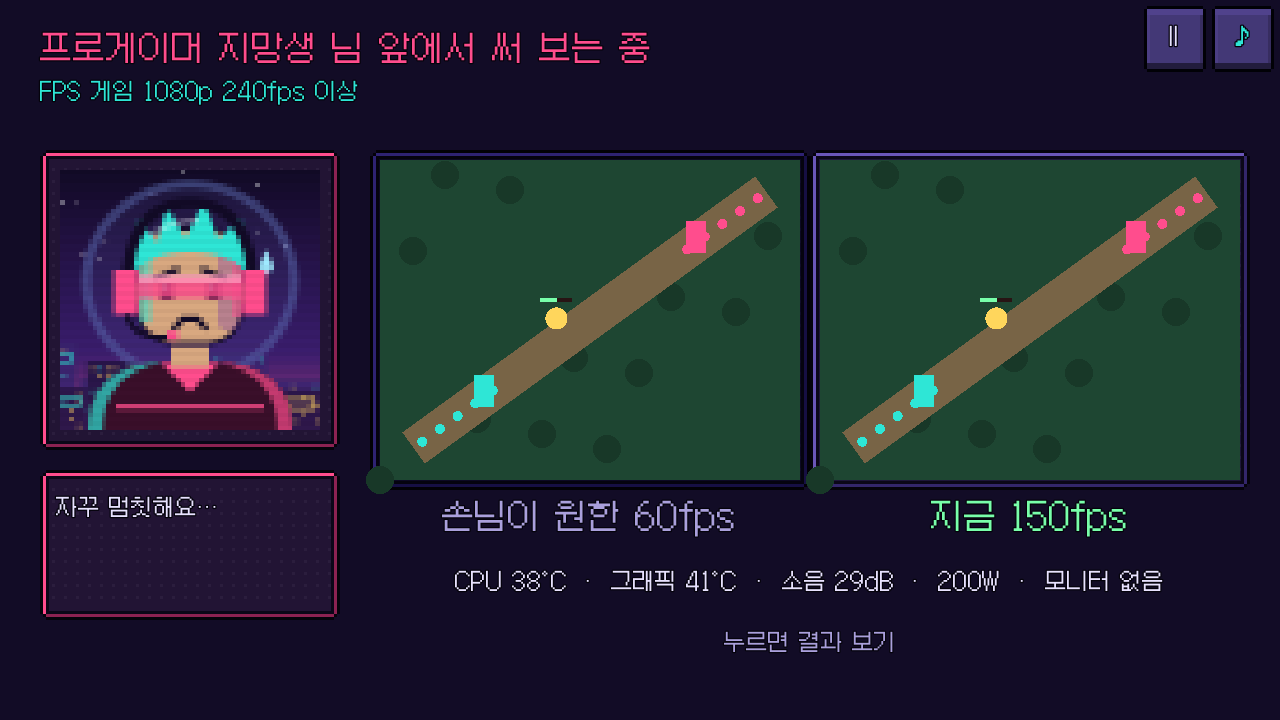 프로게이머 지망생 님 앞에서 써 보는 중
FPS 게임 1080p 240fps 이상
자꾸 멈칫해요…
손님이 원한 60fps
지금 150fps
CPU 38°C · 그래픽 41°C · 소음 29dB · 200W · 모니터 없음
누르면 결과 보기